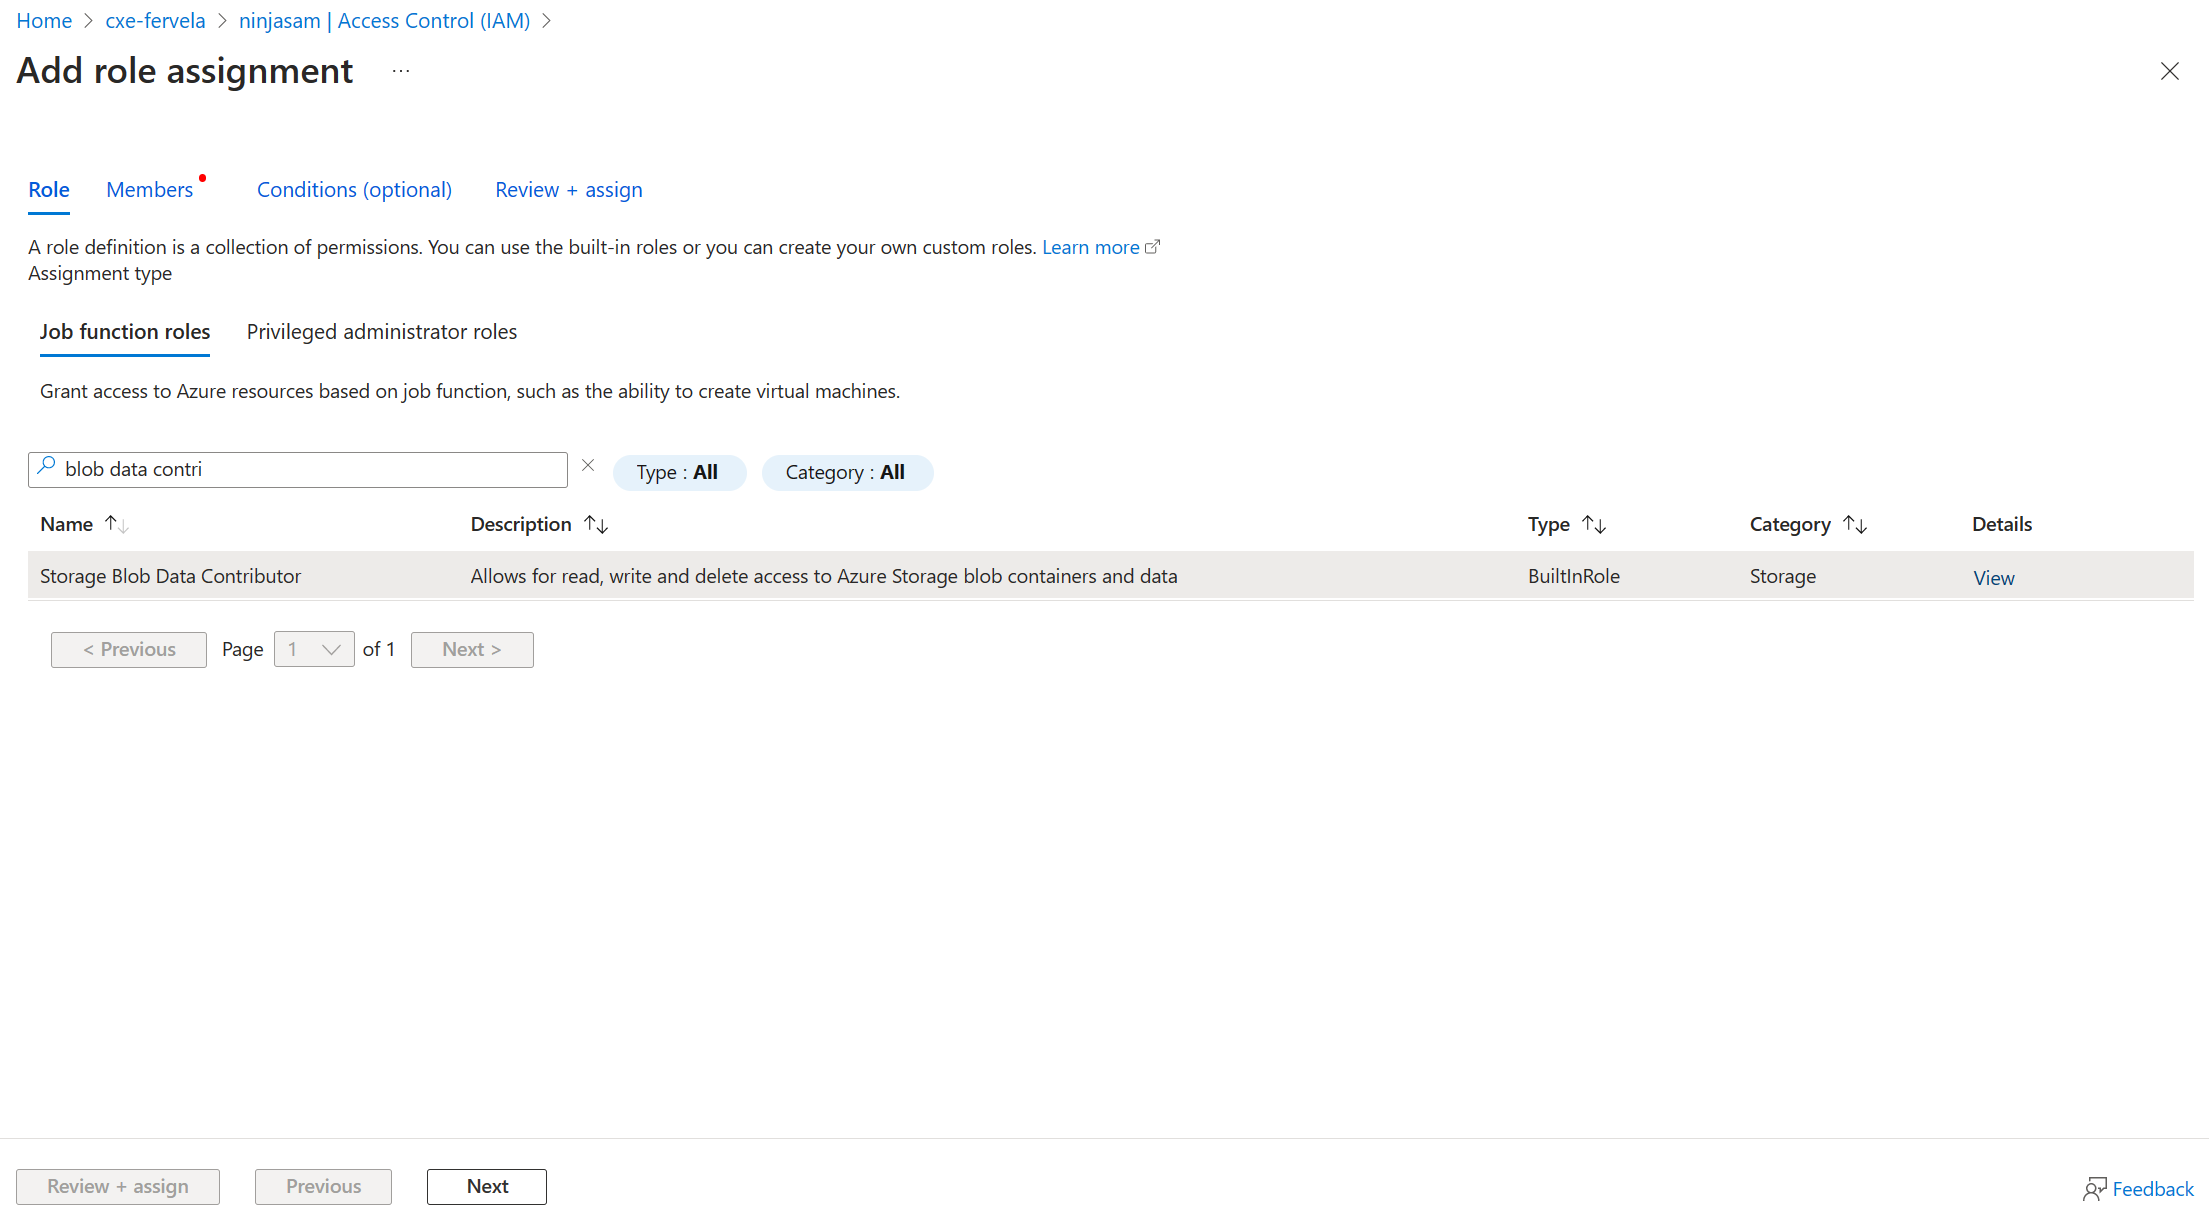 Home > cxe-fervela > ninjasam | Access Control (IAM) >
Add role assignment ...
Role Members Conditions (optional) Review + assign
A role definition is a collection of permissions. You can use the built-in roles or you can create your own custom roles. Learn more
Assignment type
Job function roles Privileged administrator roles
Grant access to Azure resources based on job function, such as the ability to create virtual machines.
blob data contri Type : All Category : All
Name Description Type Category Details
Storage Blob Data Contributor Allows for read, write and delete access to Azure Storage blob containers and data BuiltInRole Storage View
< Previous Page 1 of 1 Next >
Review + assign Previous Next Feedback